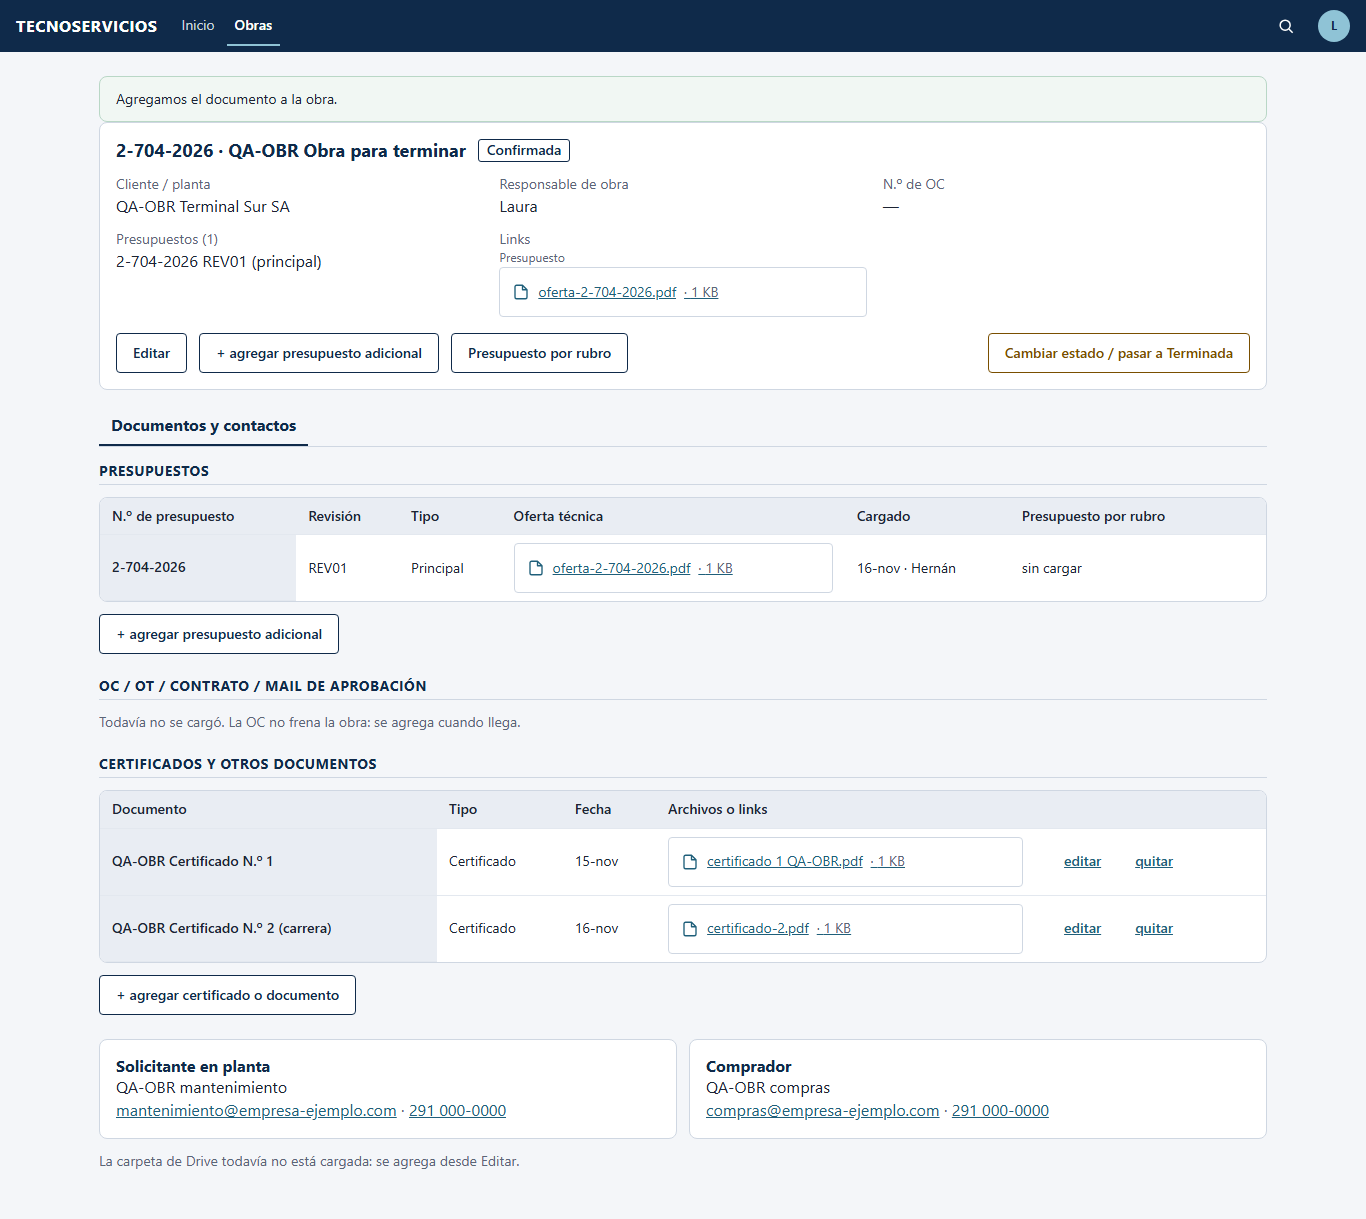 TECNOSERVICIOS Inicio Obras L
Agregamos el documento a la obra.
2-704-2026 · QA-OBR Obra para terminar Confirmada
Cliente / planta Responsable de obra N.º de OC
QA-OBR Terminal Sur SA Laura —
Presupuestos (1) Links
2-704-2026 REV01 (principal) Presupuesto
oferta-2-704-2026.pdf · 1 KB
Editar + agregar presupuesto adicional Presupuesto por rubro Cambiar estado / pasar a Terminada
Documentos y contactos
PRESUPUESTOS
N.º de presupuesto Revisión Tipo Oferta técnica Cargado Presupuesto por rubro
2-704-2026 REV01 Principal oferta-2-704-2026.pdf · 1 KB 16-nov · Hernán sin cargar
+ agregar presupuesto adicional
OC / OT / CONTRATO / MAIL DE APROBACIÓN
Todavía no se cargó. La OC no frena la obra: se agrega cuando llega.
CERTIFICADOS Y OTROS DOCUMENTOS
Documento Tipo Fecha Archivos o links
QA-OBR Certificado N.º 1 Certificado 15-nov certificado 1 QA-OBR.pdf · 1 KB editar quitar
QA-OBR Certificado N.º 2 (carrera) Certificado 16-nov certificado-2.pdf · 1 KB editar quitar
+ agregar certificado o documento
Solicitante en planta Comprador
QA-OBR mantenimiento QA-OBR compras
mantenimiento@empresa-ejemplo.com · 291 000-0000 compras@empresa-ejemplo.com · 291 000-0000
La carpeta de Drive todavía no está cargada: se agrega desde Editar.